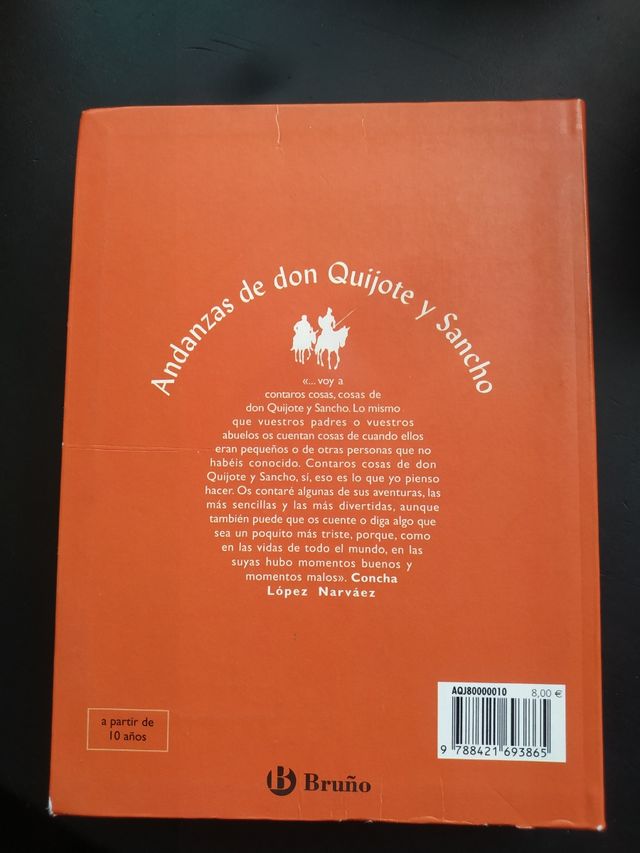 Andanzas de don Quijote y Sancho
«... voy a
contaros cosas, cosas de
don Quijote y Sancho. Lo mismo
que vuestros padres o vuestros
abuelos os cuentan cosas de cuando ellos
eran pequeños o de otras personas que no
habéis conocido. Contaros cosas de don
Quijote y Sancho, sí, eso es lo que yo pienso
hacer. Os contaré algunas de sus aventuras, las
más sencillas y las más divertidas, aunque
también puede que os cuente o diga algo que
sea un poquito más triste, porque, como
en las vidas de todo el mundo, en las
suyas hubo momentos buenos y
momentos malos». Concha
López Narváez
AQJ80000010 8,00 €
9 788421 693865
a partir de
10 años
Bruño